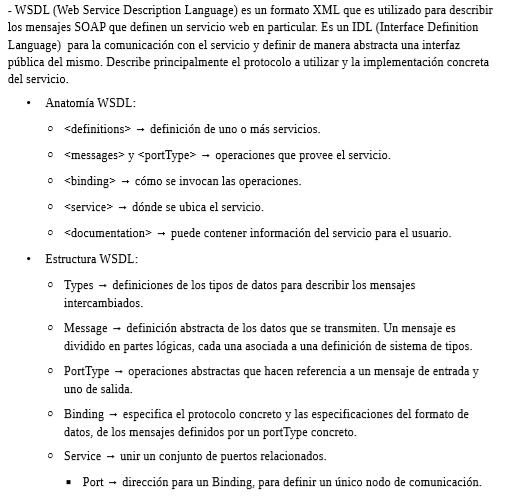 - WSDL (Web Service Description Language) es un formato XML que es utilizado para describir
los mensajes SOAP que definen un servicio web en particular. Es un IDL (Interface Definition
Language)  para la comunicación con el servicio y definir de manera abstracta una interfaz
pública del mismo. Describe principalmente el protocolo a utilizar y la implementación concreta
del servicio.
• Anatomía WSDL:
○ <definitions> → definición de uno o más servicios.
○ <messages> y <portType> → operaciones que provee el servicio.
○ <binding> → cómo se invocan las operaciones.
○ <service> → dónde se ubica el servicio.
○ <documentation> → puede contener información del servicio para el usuario.
• Estructura WSDL:
○ Types → definiciones de los tipos de datos para describir los mensajes
intercambiados.
○ Message → definición abstracta de los datos que se transmiten. Un mensaje es
dividido en partes lógicas, cada una asociada a una definición de sistema de tipos.
○ PortType → operaciones abstractas que hacen referencia a un mensaje de entrada y
uno de salida.
○ Binding → especifica el protocolo concreto y las especificaciones del formato de
datos, de los mensajes definidos por un portType concreto.
○ Service → unir un conjunto de puertos relacionados.
▪ Port → dirección para un Binding, para definir un único nodo de comunicación.